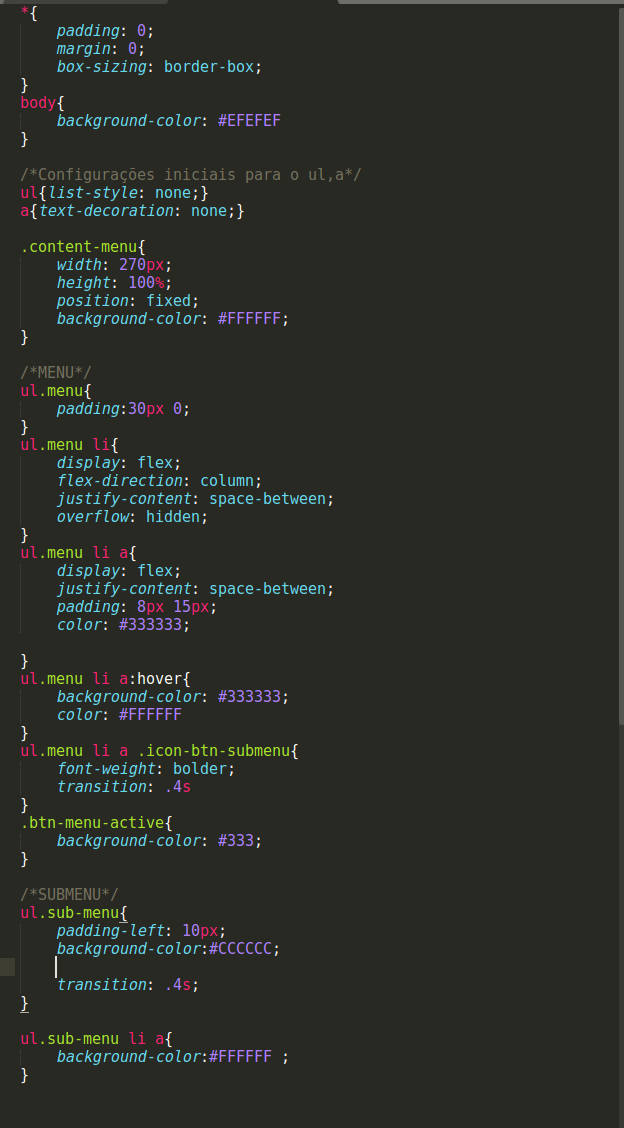 *{
    padding: 0;
    margin: 0;
    box-sizing: border-box;
}
body{
    background-color: #EFEFEF
}

/*Configurações iniciais para o ul,a*/
ul{list-style: none;}
a{text-decoration: none;}

.content-menu{
    width: 270px;
    height: 100%;
    position: fixed;
    background-color: #FFFFFF;
}

/*MENU*/
ul.menu{
    padding:30px 0;
}
ul.menu li{
    display: flex;
    flex-direction: column;
    justify-content: space-between;
    overflow: hidden;
}
ul.menu li a{
    display: flex;
    justify-content: space-between;
    padding: 8px 15px;
    color: #333333;

}
ul.menu li a:hover{
    background-color: #333333;
    color: #FFFFFF
}
ul.menu li a .icon-btn-submenu{
    font-weight: bolder;
    transition: .4s
}
.btn-menu-active{
    background-color: #333;
}

/*SUBMENU*/
ul.sub-menu{
    padding-left: 10px;
    background-color:#CCCCCC;

    transition: .4s;
}

ul.sub-menu li a{
    background-color:#FFFFFF ;
}